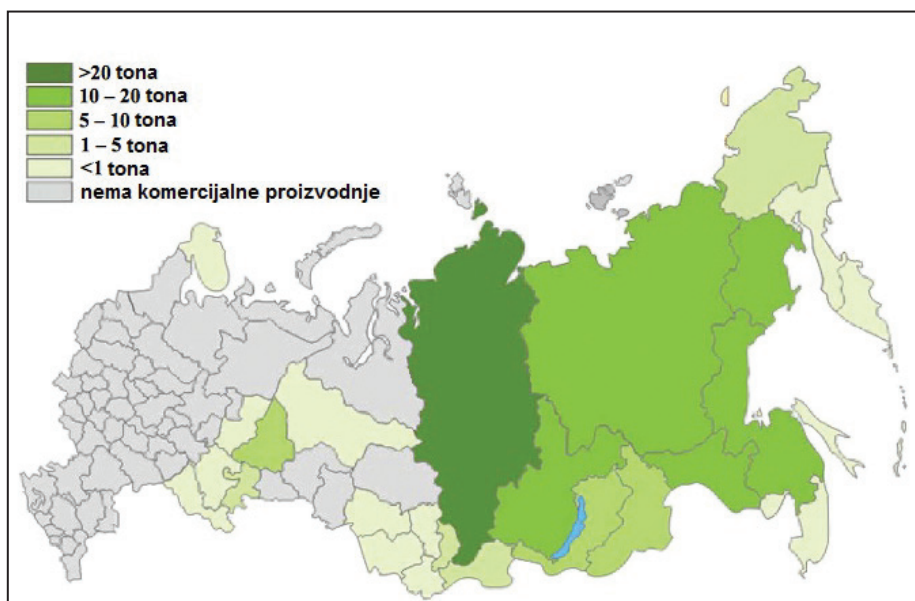 >20 tona
10 – 20 tona
5 – 10 tona
1 – 5 tona
<1 tona
nema komercijalne proizvodnje